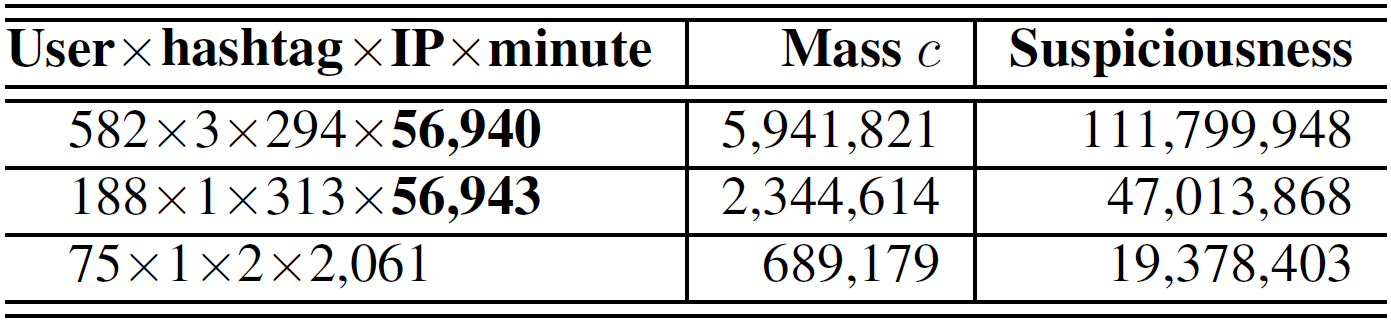 User×hashtag×IP×minute Mass c Suspiciousness
582×3×294×56,940 5,941,821 111,799,948
188×1×313×56,943 2,344,614 47,013,868
75×1×2×2,061 689,179 19,378,403